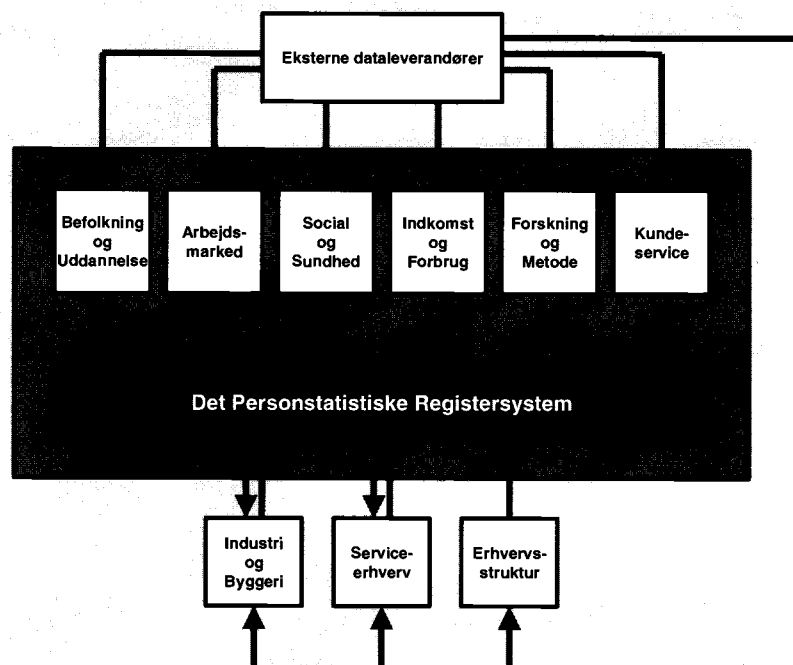 Eksterne dataleverandører
Befolkning
og
Uddannelse
Arbejds-
marked
Social
og
Sundhed
Indkomst
og
Forbrug
Forskning
og
Metode
Kunde-
service
Det Personstatistiske Registersystem
Industri
og
Byggeri
Service-
erhverv
Erhvervs-
struktur